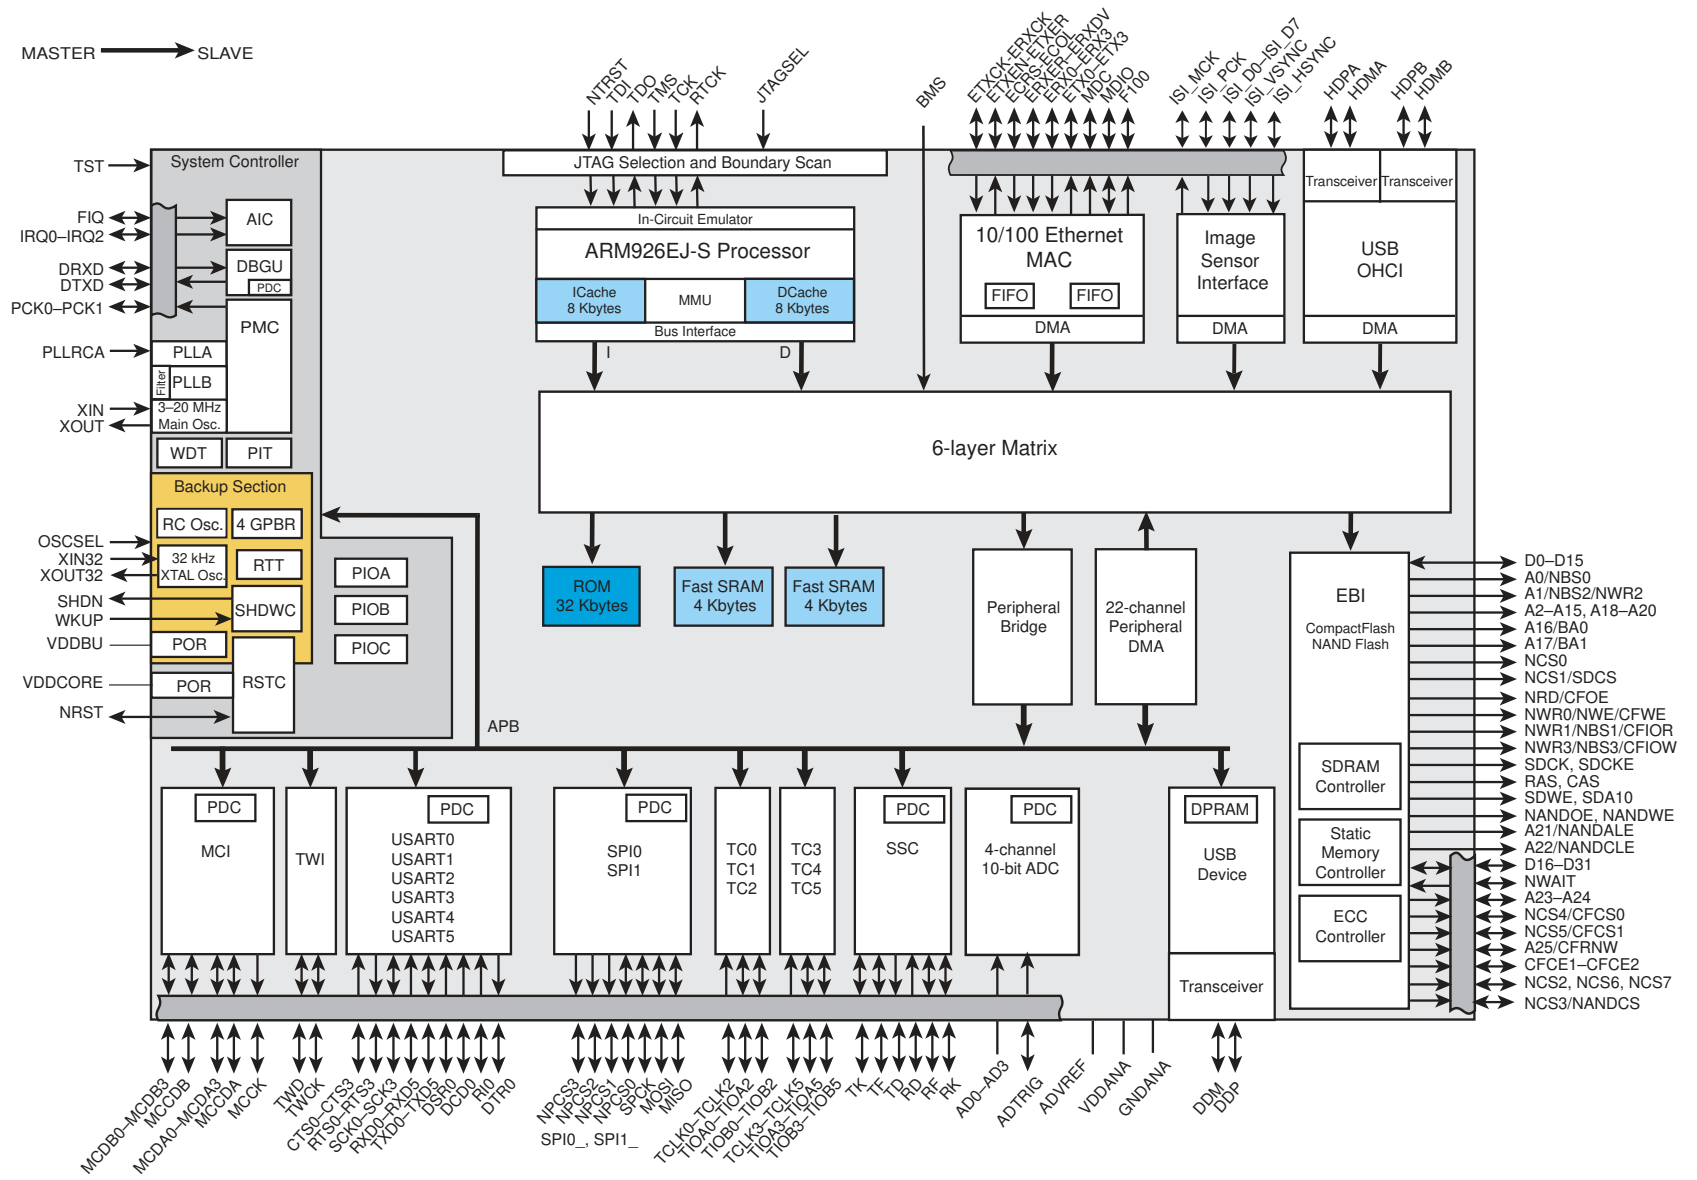 MASTER
SLAVE
NTRST
TDI
TDO
TMS
TCK
RTCK
JTAGSEL
BMS
ETXCK-ERXCK
ETXEN-ETXER
ECRS-ECOL
ERXER-ERXDV
ERX0-ERX3
ETX0-ETX3
MDC
MDIO
F100
ISI_MCK
ISI_PCK
ISI_D0-ISI_D7
ISI_VSYNC
ISI_HSYNC
HDPA
HDMA
HDPB
HDMB
TST
FIQ
IRQ0–IRQ2
DRXD
DTXD
PCK0–PCK1
PLLRCA
XIN
XOUT
OSCSEL
XIN32
XOUT32
SHDN
WKUP
VDDBU
VDDCORE
NRST
System Controller
AIC
DBGU
PDC
PMC
PLLA
Filter
PLLB
3–20 MHz
Main Osc.
WDT
PIT
Backup Section
RC Osc.
4 GPBR
32 kHz
XTAL Osc.
RTT
SHDWC
POR
POR
RSTC
PIOA
PIOB
PIOC
JTAG Selection and Boundary Scan
In-Circuit Emulator
ARM926EJ-S Processor
ICache
8 Kbytes
MMU
DCache
8 Kbytes
Bus Interface
I
D
10/100 Ethernet
MAC
FIFO
FIFO
DMA
Image
Sensor
Interface
DMA
Transceiver
Transceiver
USB
OHCI
DMA
6-layer Matrix
ROM
32 Kbytes
Fast SRAM
4 Kbytes
Fast SRAM
4 Kbytes
Peripheral
Bridge
22-channel
Peripheral
DMA
EBI
CompactFlash
NAND Flash
SDRAM
Controller
Static
Memory
Controller
ECC
Controller
D0–D15
A0/NBS0
A1/NBS2/NWR2
A2–A15, A18–A20
A16/BA0
A17/BA1
NCS0
NCS1/SDCS
NRD/CFOE
NWR0/NWE/CFWE
NWR1/NBS1/CFIOR
NWR3/NBS3/CFIOW
SDCK, SDCKE
RAS, CAS
SDWE, SDA10
NANDOE, NANDWE
A21/NANDALE
A22/NANDCLE
D16–D31
NWAIT
A23–A24
NCS4/CFCS0
NCS5/CFCS1
A25/CFRNW
CFCE1–CFCE2
NCS2, NCS6, NCS7
NCS3/NANDCS
APB
PDC
MCI
TWI
PDC
USART0
USART1
USART2
USART3
USART4
USART5
PDC
SPI0
SPI1
TC0
TC1
TC2
TC3
TC4
TC5
PDC
SSC
PDC
4-channel
10-bit ADC
DPRAM
USB
Device
Transceiver
MCDB0–MCDB3
MCCDB
MCDA0–MCDA3
MCCDA
MCCK
TWD
TWCK
CTS0–CTS3
RTS0–RTS3
SCK0–SCK3
RXD0–RXD5
TXD0–TXD5
DSR0
DCD0
RI0
DTR0
NPCS3
NPCS2
NPCS1
NPCS0
SPCK
MOSI
MISO
SPI0_, SPI1_
TCLK0–TCLK2
TIOA0–TIOA2
TIOB0–TIOB2
TCLK3–TCLK5
TIOA3–TIOA5
TIOB3–TIOB5
TK
TF
TD
RD
RF
RK
AD0–AD3
ADTRIG
ADVREF
VDDANA
GNDANA
DDM
DDP